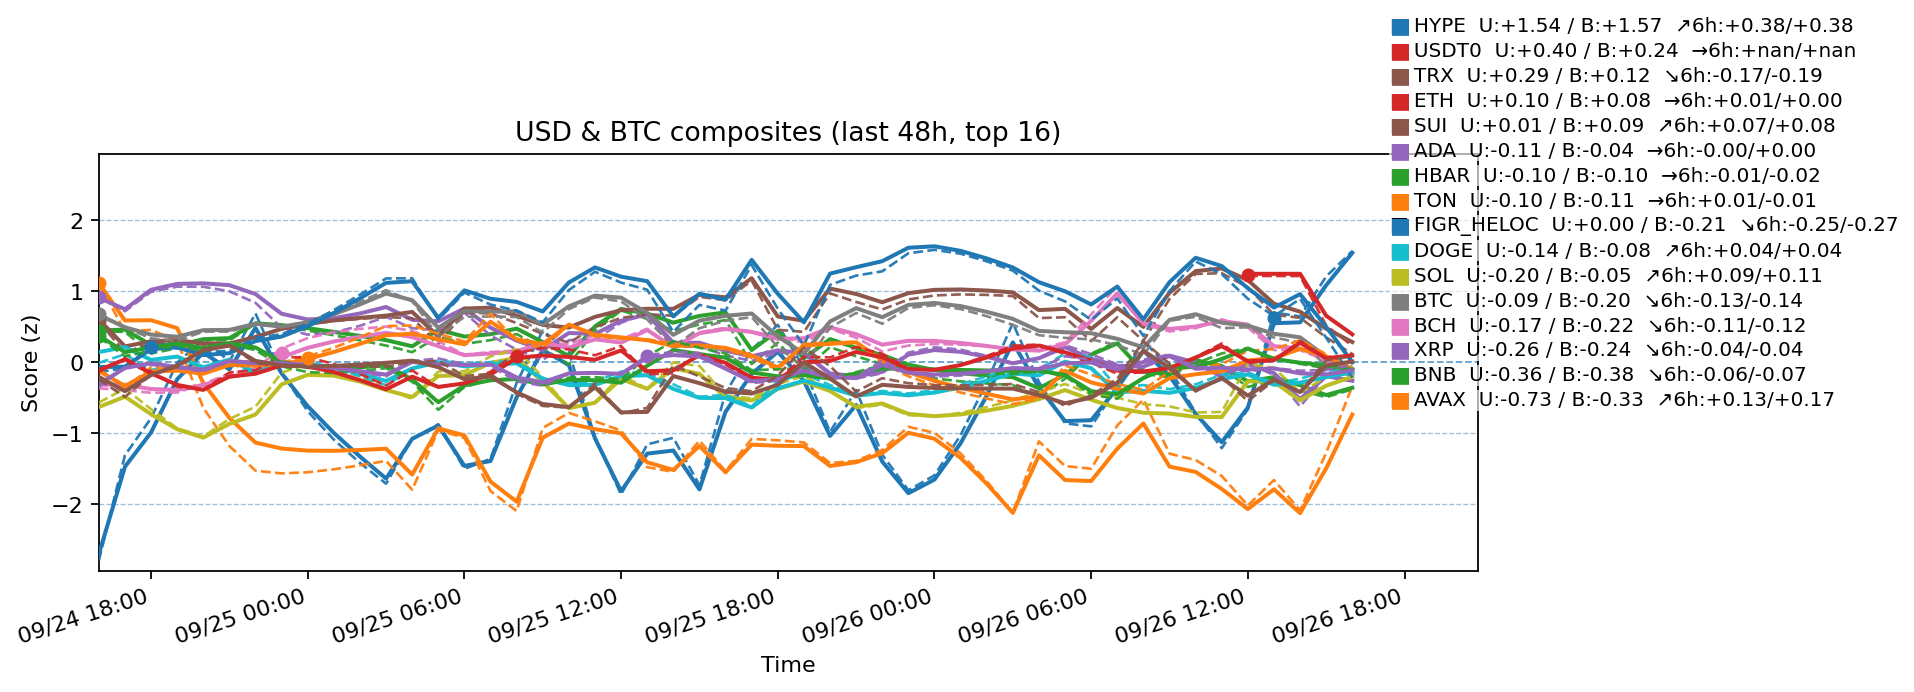 HYPE  U:+1.54 / B:+1.57  ↗6h:+0.38/+0.38
USDT0  U:+0.40 / B:+0.24  →6h:+nan/+nan
TRX  U:+0.29 / B:+0.12  ↘6h:-0.17/-0.19
ETH  U:+0.10 / B:+0.08  →6h:+0.01/+0.00
SUI  U:+0.01 / B:+0.09  ↗6h:+0.07/+0.08
ADA  U:-0.11 / B:-0.04  →6h:-0.00/+0.00
HBAR  U:-0.10 / B:-0.10  →6h:-0.01/-0.02
TON  U:-0.10 / B:-0.11  →6h:+0.01/-0.01
FIGR_HELOC  U:+0.00 / B:-0.21  ↘6h:-0.25/-0.27
DOGE  U:-0.14 / B:-0.08  ↗6h:+0.04/+0.04
SOL  U:-0.20 / B:-0.05  ↗6h:+0.09/+0.11
BTC  U:-0.09 / B:-0.20  ↘6h:-0.13/-0.14
BCH  U:-0.17 / B:-0.22  ↘6h:-0.11/-0.12
XRP  U:-0.26 / B:-0.24  ↘6h:-0.04/-0.04
BNB  U:-0.36 / B:-0.38  ↘6h:-0.06/-0.07
AVAX  U:-0.73 / B:-0.33  ↗6h:+0.13/+0.17
USD & BTC composites (last 48h, top 16)
Score (z)
2
1
0
−1
−2
09/24 18:00
09/25 00:00
09/25 06:00
09/25 12:00
09/25 18:00
09/26 00:00
09/26 06:00
09/26 12:00
09/26 18:00
Time